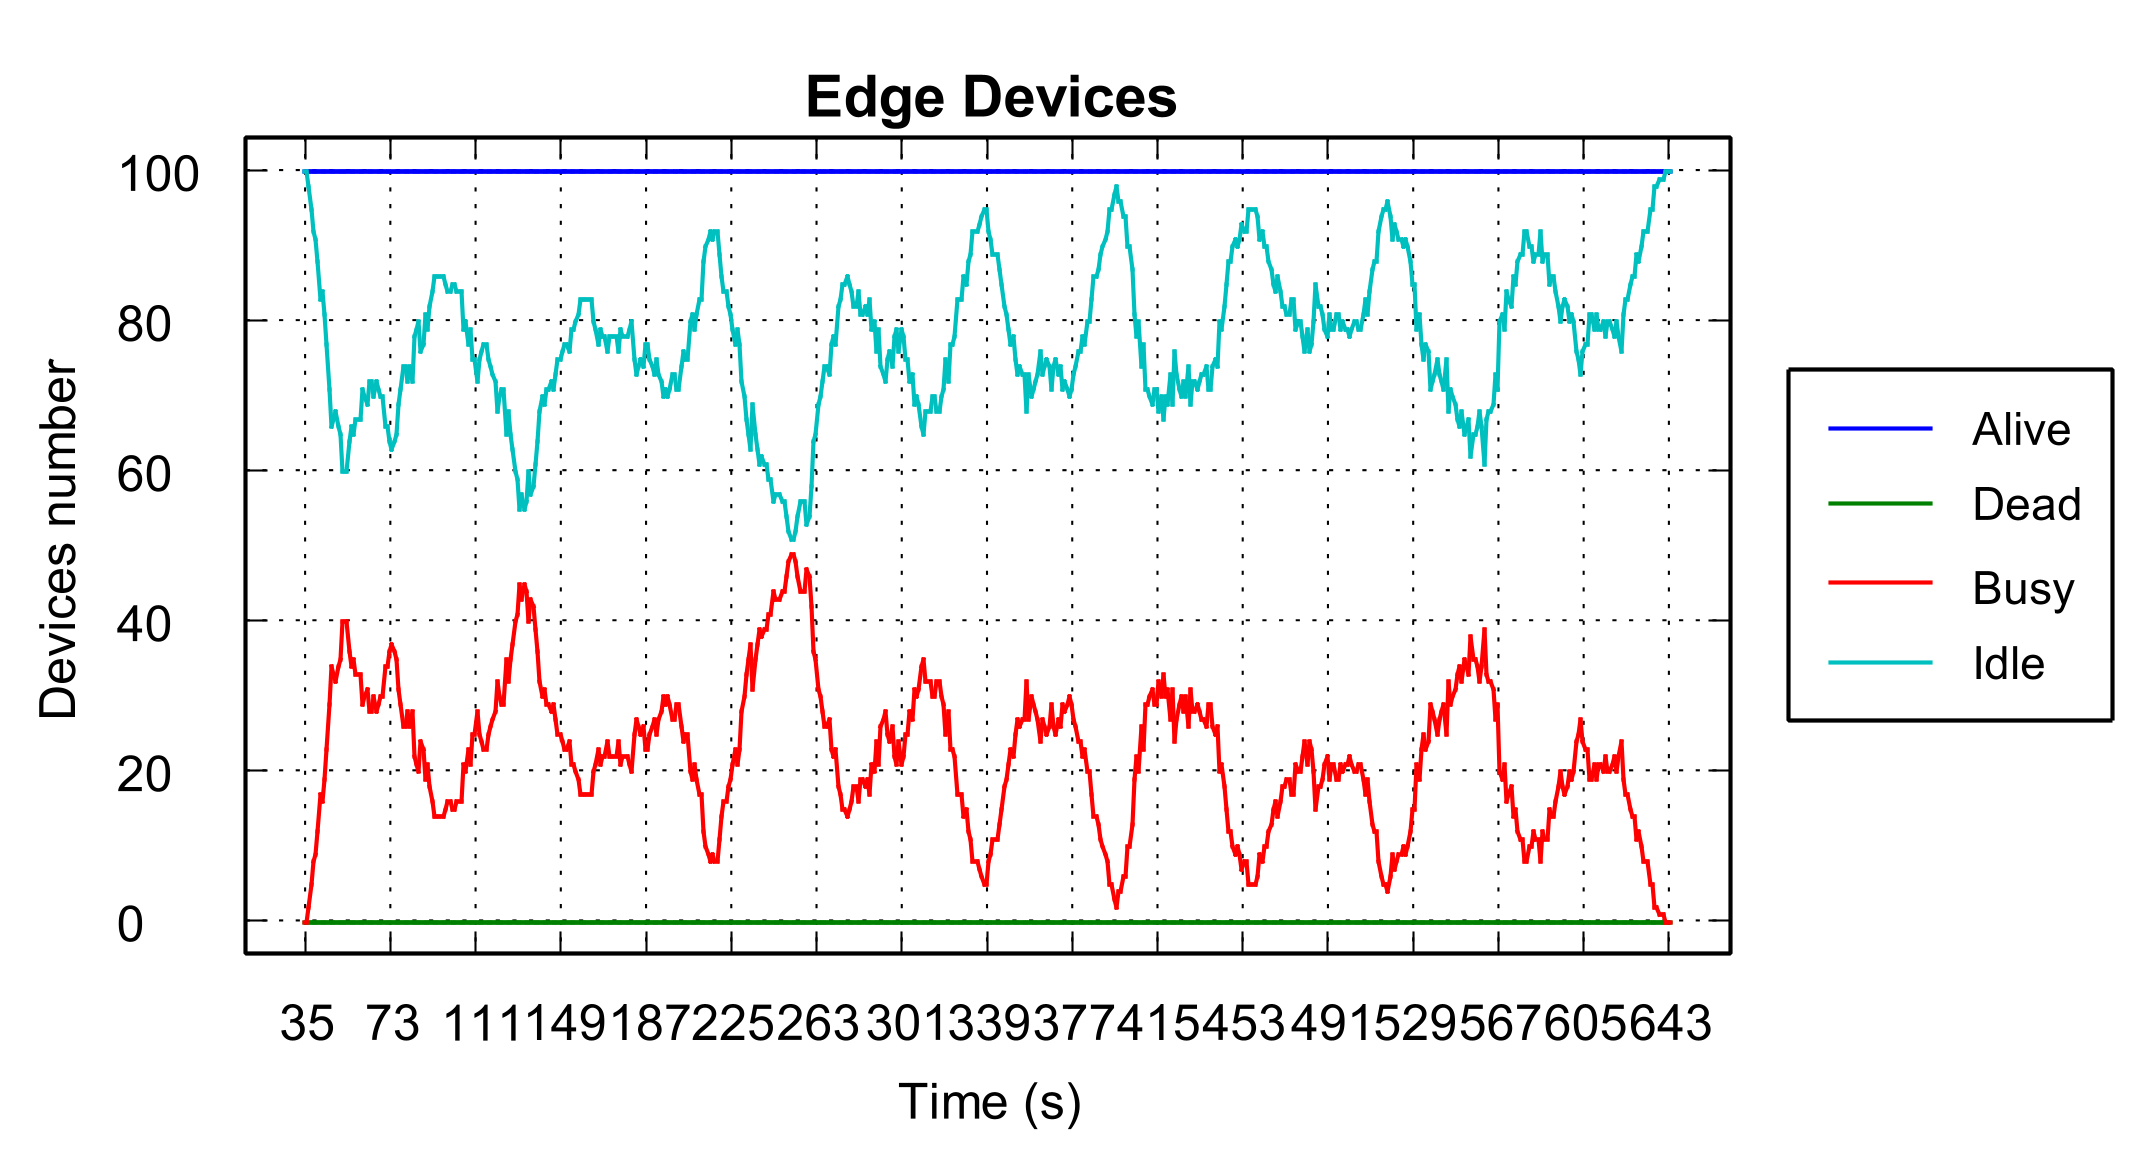 Edge Devices
100
80
60
40
20
0
Devices number
35 73 111 149 187 225 263 301 339 377 415 453 491 529 567 605 643
Time (s)
Alive
Dead
Busy
Idle